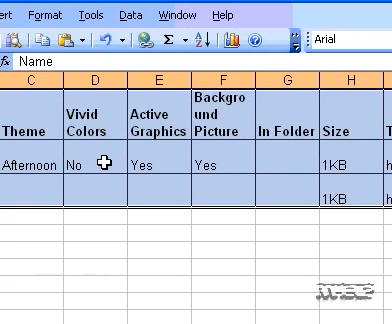 ert Format Tools Data Window Help
Σ Arial
fx Name
C D E F G H
Theme Vivid Colors Active Graphics Backgro und Picture In Folder Size T
Afternoon No Yes Yes 1KB h
1KB h